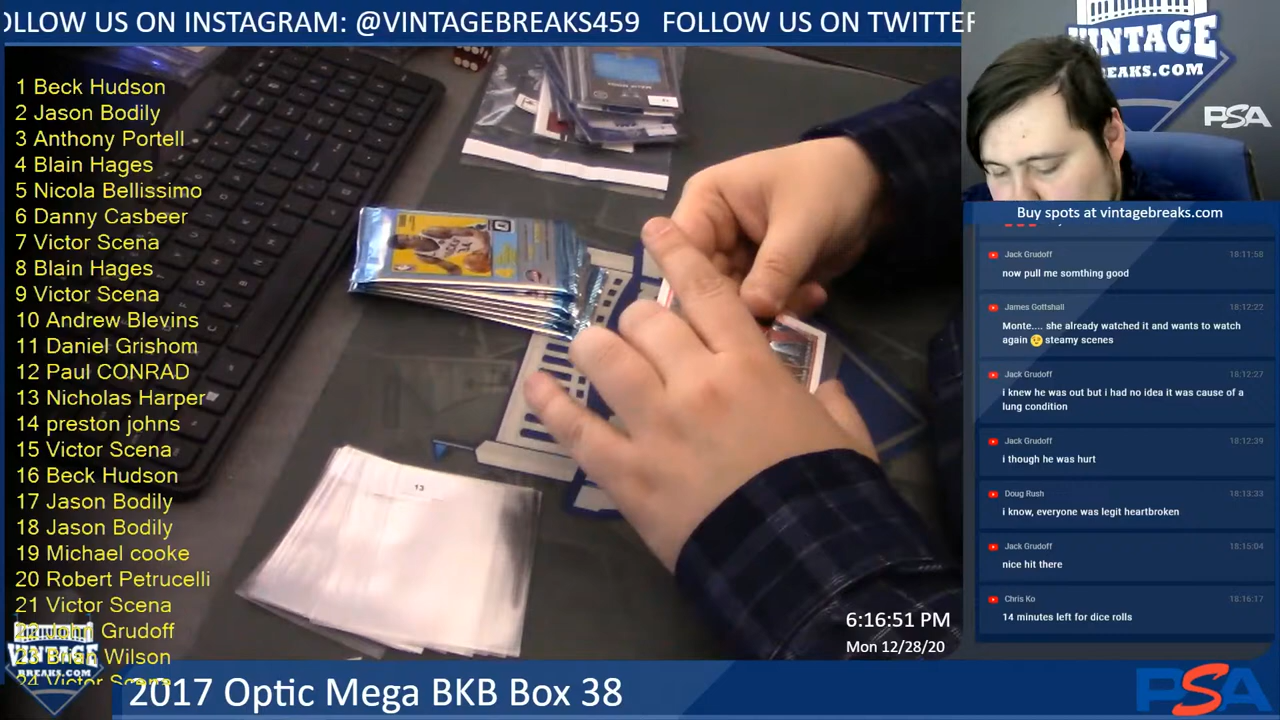 OLLOW US ON INSTAGRAM: @VINTAGEBREAKS459 FOLLOW US ON TWITTER
1 Beck Hudson
2 Jason Bodily
3 Anthony Portell
4 Blain Hages
5 Nicola Bellissimo
6 Danny Casbeer
7 Victor Scena
8 Blain Hages
9 Victor Scena
10 Andrew Blevins
11 Daniel Grishom
12 Paul CONRAD
13 Nicholas Harper
14 preston johns
15 Victor Scena
16 Beck Hudson
17 Jason Bodily
18 Jason Bodily
19 Michael cooke
20 Robert Petrucelli
21 Victor Scena
22 John Grudoff
23 Brian Wilson
24 Victor Scena
VINTAGE
BREAKS.COM
13
6:16:51 PM
Mon 12/28/20
2017 Optic Mega BKB Box 38
VINTAGE
BREAKS.COM
PSA
Buy spots at vintagebreaks.com
Jack Grudoff 18:11:58
now pull me somthing good
James Gottshall 18:12:22
Monte.... she already watched it and wants to watch
again 😥 steamy scenes
Jack Grudoff 18:12:27
i knew he was out but i had no idea it was cause of a
lung condition
Jack Grudoff 18:12:39
i though he was hurt
Doug Rush 18:13:33
i know, everyone was legit heartbroken
Jack Grudoff 18:15:04
nice hit there
Chris Ko 18:16:17
14 minutes left for dice rolls
PSA